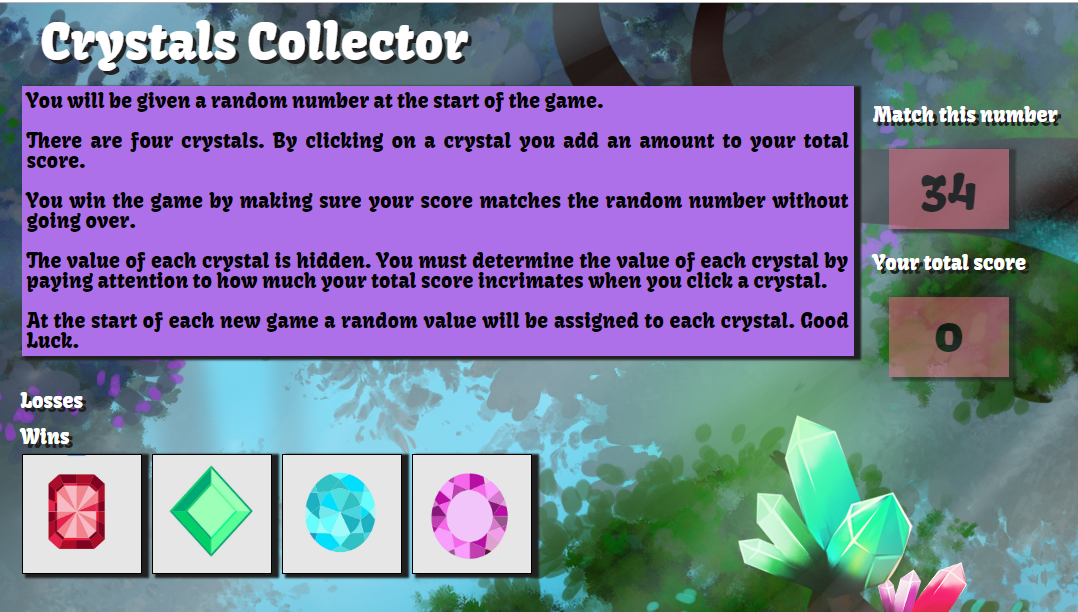 Crystals Collector
You will be given a random number at the start of the game.
There are four crystals. By clicking on a crystal you add an amount to your total
score.
You win the game by making sure your score matches the random number without
going over.
The value of each crystal is hidden. You must determine the value of each crystal by
paying attention to how much your total score incrimates when you click a crystal.
At the start of each new game a random value will be assigned to each crystal. Good
Luck.
Match this number
34
Your total score
0
Losses
Wins